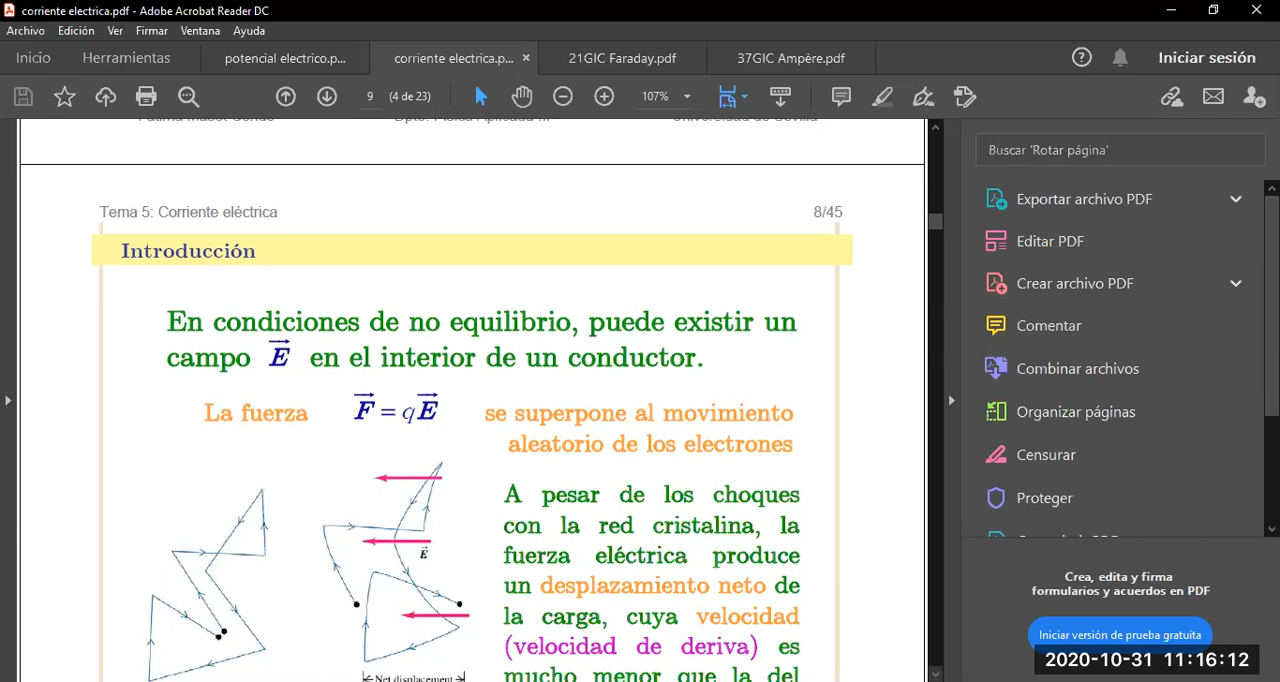 corriente electrica.pdf - Adobe Acrobat Reader DC
Archivo Edición Ver Firmar Ventana Ayuda
Inicio Herramientas potencial electrico.p... corriente electrica.p... × 21GIC Faraday.pdf 37GIC Ampère.pdf Iniciar sesión
9 (4 de 23) 107%
Universidad de Sevilla
Buscar 'Rotar página'
Exportar archivo PDF
Editar PDF
Crear archivo PDF
Comentar
Combinar archivos
Organizar páginas
Censurar
Proteger
Crea, edita y firma
formularios y acuerdos en PDF
Iniciar versión de prueba gratuita
2020-10-31 11:16:12
Tema 5: Corriente eléctrica 8/45
Introducción
En condiciones de no equilibrio, puede existir un
campo E⃗ en el interior de un conductor.
La fuerza F⃗ = qE⃗ se superpone al movimiento
aleatorio de los electrones
A pesar de los choques
con la red cristalina, la
fuerza eléctrica produce
un desplazamiento neto de
la carga, cuya velocidad
(velocidad de deriva) es
mucho menor que la del
E⃗
Net displacement